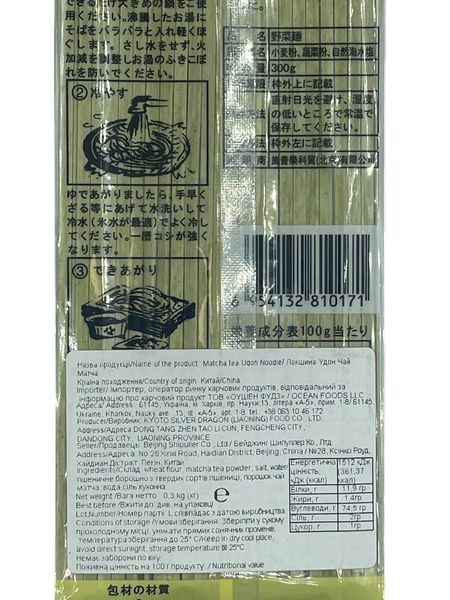 できるだけ大きめの鍋をご使
い下さい。沸騰したお湯に
そばをパラパラと入れ軽くほ
ぐします。さし水をせず、火
加減を調整しお湯のふきこぼ
れを防いでください。
②冷やす
ゆであがりましたら、手早く
ざる等にあげて水洗いして
冷水(氷水が最適)でよく冷し
てください。一層コシが強く
なります。
③できあがり
名 野菜麺
小麦粉、蔬菜粉、自然海水塩
300g
枠外上に記載
直射日光を避け、湿度
の低いところで常温で
保存してください。
枠外左に記載
商 施普樂科貿(北京)有限公司
6 954132 810171
栄養成分表100g当たり
Назва продукції/Name of the product Matcha tea Udon Noodle/ Локшина Удон Чай
Матча
Країна походження/Country of origin Китай/China
Importer/ Імпортер, оператор ринку харчових продуктів, відповідальний за
інформацію про харчовий продукт ТОВ «ОУШЕН ФУДЗ» / OCEAN FOODS LLC
Адреса/ Address 61145, Україна, м. Харків, пр. Науки 13, літера «А-5», прим. 1-8/ 61145,
Ukraine, Kharkov, Nauky ave.,13, lit «A-5» apt. 1-8 tel: +38 063 10 46 172
Producer/Виробник: KYOTO SILVER DRAGON (LIAONING) FOOD CO., LTD
Address/Адреса DONG TANG ZHEN TAO LI CUN, FENGCHENG CITY.,
DANDONG CITY, LIAONING PROVINCE
Seller/Продавець: Beijing Shipuller Co., Ltd / Бейджинг Шипуллер Ко., Лтд
Address/Адреса: No 28 Xinxi Road, Haidian District, Beijing, China / №28, Ксінксі Роуд,
Хайдиан Дістрікт, Пекін, Китай
Ingredients/Склад: wheat flour, matcha tea powder, salt, water/
пшеничне борошно з твердих сортів пшениці, порошок чай
матча, вода,сіль кухонна
Net weight /Вага нетто : 0,3 kg (кг)
Best before /Вжити до: див. на упаковці
Lot.Number/Номер партії: співпадає з датою виробництва
Conditions of storage /Умови зберігання: Зберігати у сухому
прохолодному місці, уникати прямих сонячних променів,
температура зберігання до 25° С/Keep in dry cool place,
avoid direct sunlight, storage temperature 25°C
Немає заборони по віку
Поживна цінність на 100 г продукту: / Nutritional value
Енергетична цінність, кДж (ккал) 1512 кДж (361,37 ккал)
Білки, г 11,9 гр
Жири, г 1,4гр
Вуглеводи, г 74,5 гр
Сіль, г 2гр
Цукор, г 1гр
包材の材質